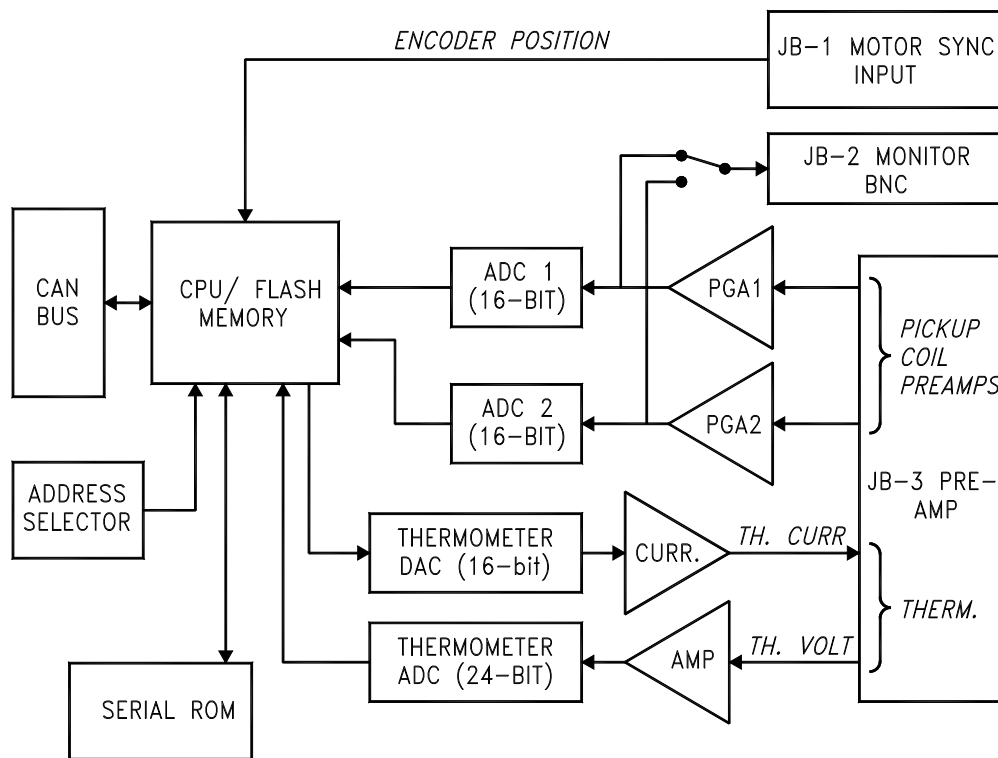 ENCODER POSITION
JB-1 MOTOR SYNC
INPUT
JB-2 MONITOR
BNC
CAN
BUS
CPU/ FLASH
MEMORY
ADC 1
(16-BIT)
PGA1
PICKUP
COIL
PREAMPS
ADC 2
(16-BIT)
PGA2
ADDRESS
SELECTOR
JB-3 PRE-
AMP
THERMOMETER
DAC (16-bit)
CURR.
TH. CURR
THERM.
THERMOMETER
ADC (24-BIT)
AMP
TH. VOLT
SERIAL ROM